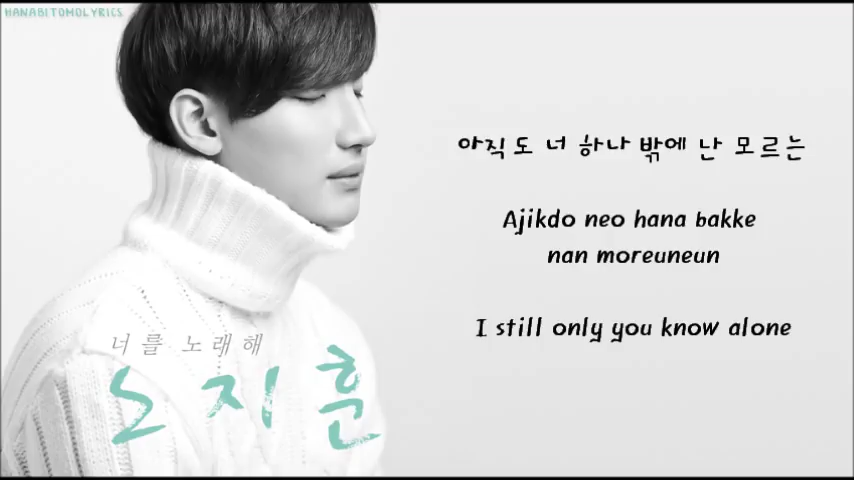 HANABITOMOLYRICS
아직도 너 하나 밖에 난 모르는
Ajikdo neo hana bakke
nan moreuneun
I still only you know alone
너를 노래해
노지훈